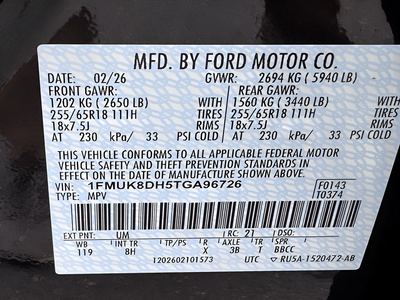 MFD. BY FORD MOTOR CO.
DATE: 02/26 GVWR: 2694 KG ( 5940 LB)
FRONT GAWR: REAR GAWR:
1202 KG ( 2650 LB) WITH 1560 KG ( 3440 LB) WITH
255/65R18 111H TIRES 255/65R18 111H TIRES
18x7.5J RIMS 18x7.5J RIMS
AT 230 kPa/ 33 PSI COLD AT 230 kPa/ 33 PSI COLD
THIS VEHICLE CONFORMS TO ALL APPLICABLE FEDERAL MOTOR
VEHICLE SAFETY AND THEFT PREVENTION STANDARDS IN
EFFECT ON THE DATE OF MANUFACTURE SHOWN ABOVE.
VIN: 1FMUK8DH5TGA96726 F0143
TYPE: MPV T0374
EXT PNT: UM RC: 21 DSO:
WB INT TR TP/PS R AXLE TR SPR
119 8H X 3B T BBCC
1202602101573 UTC RU5A-1520472-AB